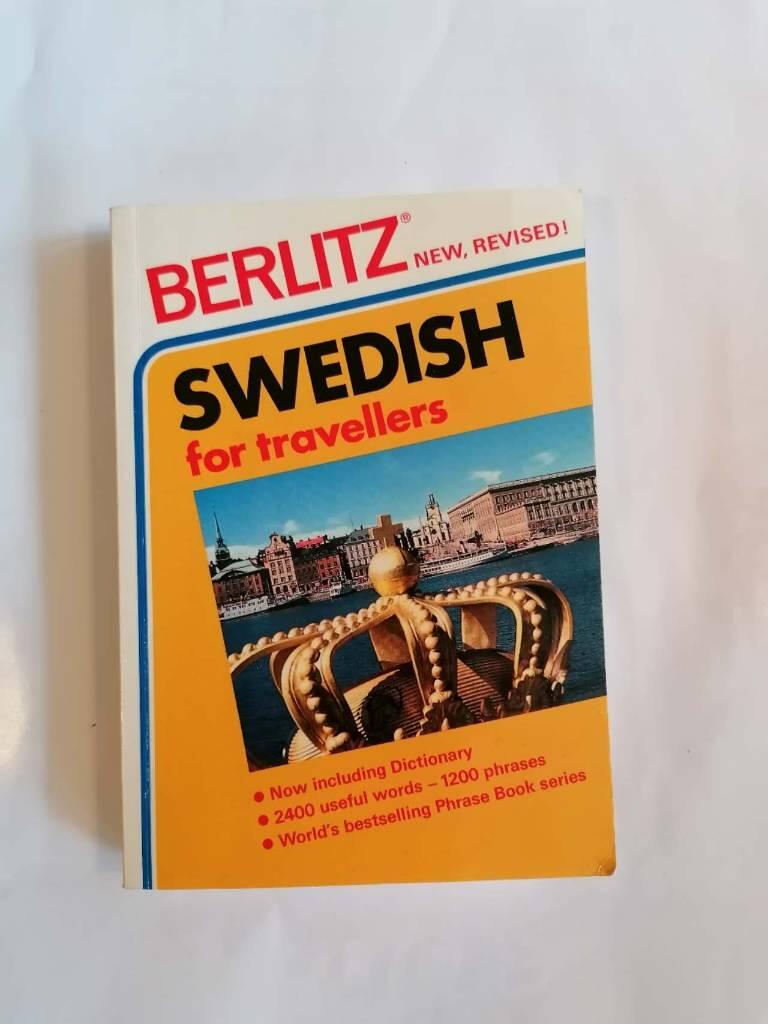 BERLITZ® NEW, REVISED!
SWEDISH
for travellers
● Now including Dictionary
● 2400 useful words – 1200 phrases
● World's bestselling Phrase Book series